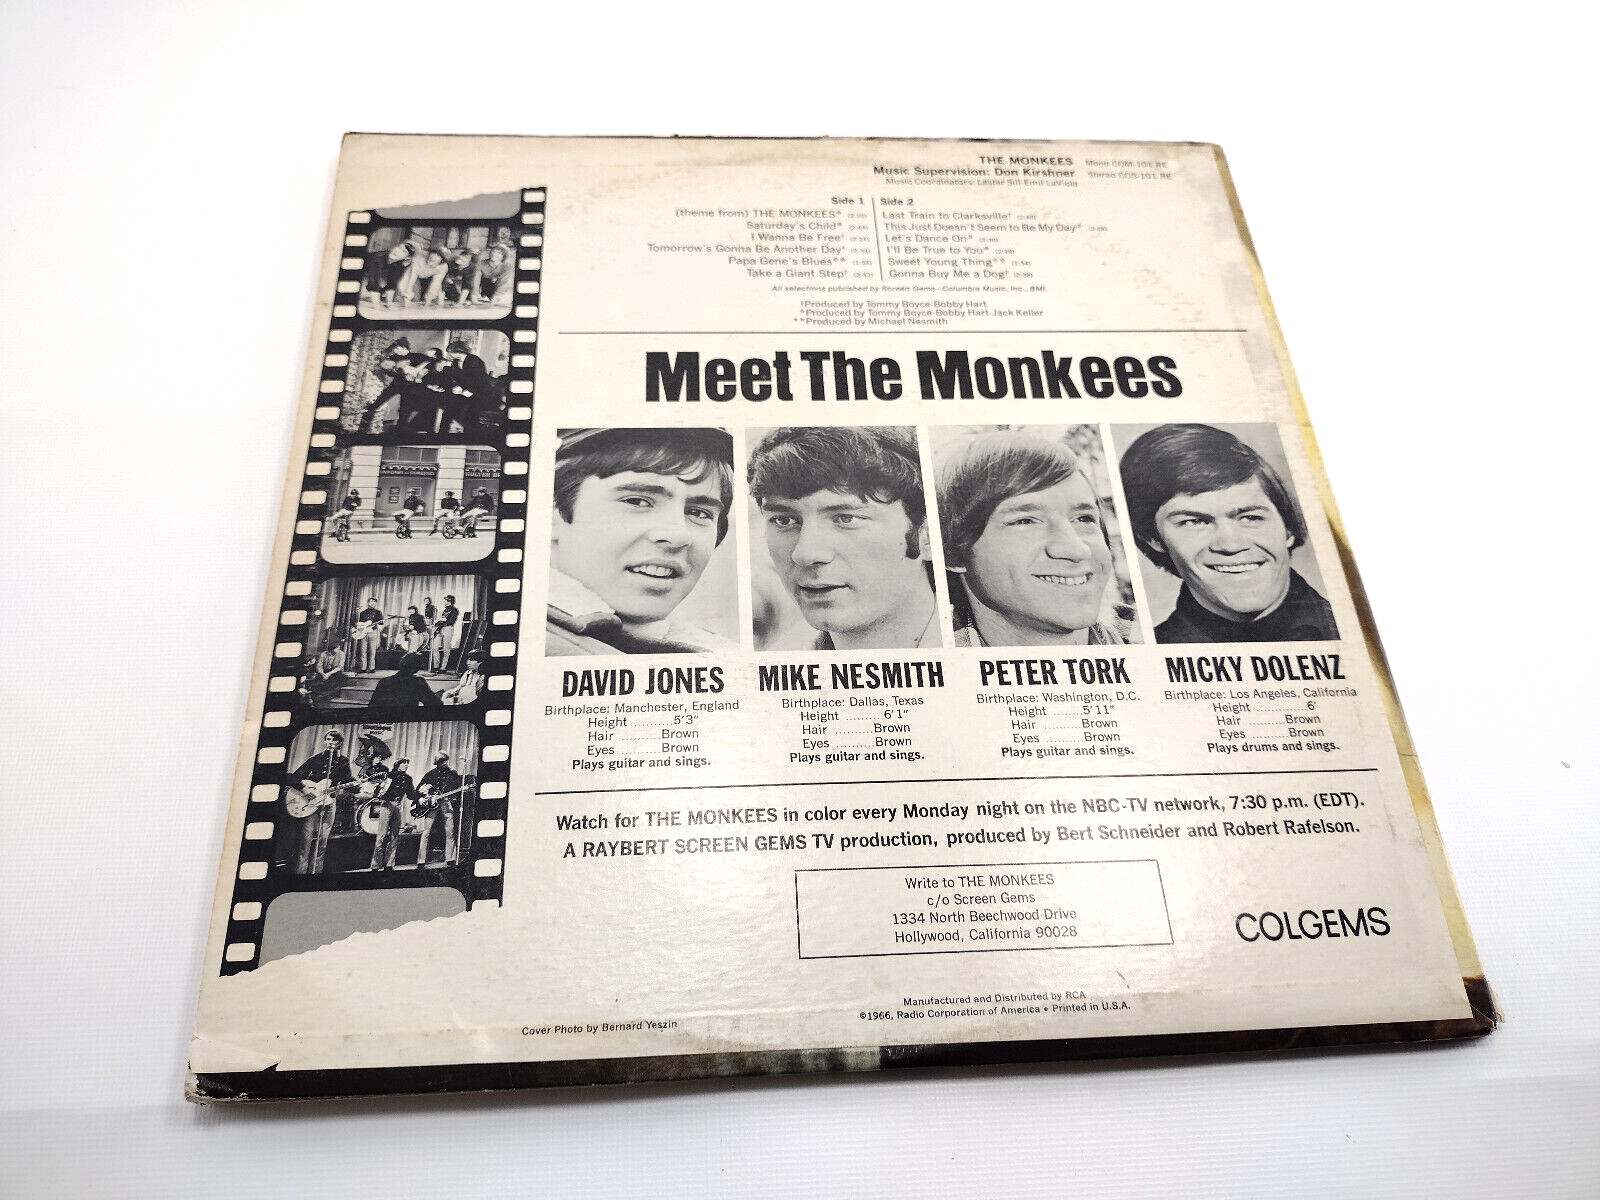 THE MONKEES Mono COM-101 RE
Music Supervision: Don Kirshner Stereo COS-101 RE
Music Coordinators: Lester Sill-Emil LaViola
Side 1
(theme from) THE MONKEES*
Saturday's Child*
I Wanna Be Free†
Tomorrow's Gonna Be Another Day†
Papa Gene's Blues**
Take a Giant Step†
Side 2
Last Train to Clarksville†
This Just Doesn't Seem to Be My Day*
Let's Dance On*
I'll Be True to You*
Sweet Young Thing**
Gonna Buy Me a Dog†
All selections published by Screen Gems-Columbia Music, Inc., BMI.
†Produced by Tommy Boyce-Bobby Hart
*Produced by Tommy Boyce-Bobby Hart-Jack Keller
**Produced by Michael Nesmith
Meet The Monkees
DAVID JONES
Birthplace: Manchester, England
Height ..........5'3"
Hair ..........Brown
Eyes ..........Brown
Plays guitar and sings.
MIKE NESMITH
Birthplace: Dallas, Texas
Height ..........6'1"
Hair ..........Brown
Eyes ..........Brown
Plays guitar and sings.
PETER TORK
Birthplace: Washington, D.C.
Height ........5'11"
Hair ..........Brown
Eyes ..........Brown
Plays guitar and sings.
MICKY DOLENZ
Birthplace: Los Angeles, California
Height .............6'
Hair ..........Brown
Eyes ..........Brown
Plays drums and sings.
Watch for THE MONKEES in color every Monday night on the NBC-TV network, 7:30 p.m. (EDT).
A RAYBERT SCREEN GEMS TV production, produced by Bert Schneider and Robert Rafelson.
Write to THE MONKEES
c/o Screen Gems
1334 North Beechwood Drive
Hollywood, California 90028
COLGEMS
Manufactured and Distributed by RCA
©1966, Radio Corporation of America • Printed in U.S.A.
Cover Photo by Bernard Yeszin